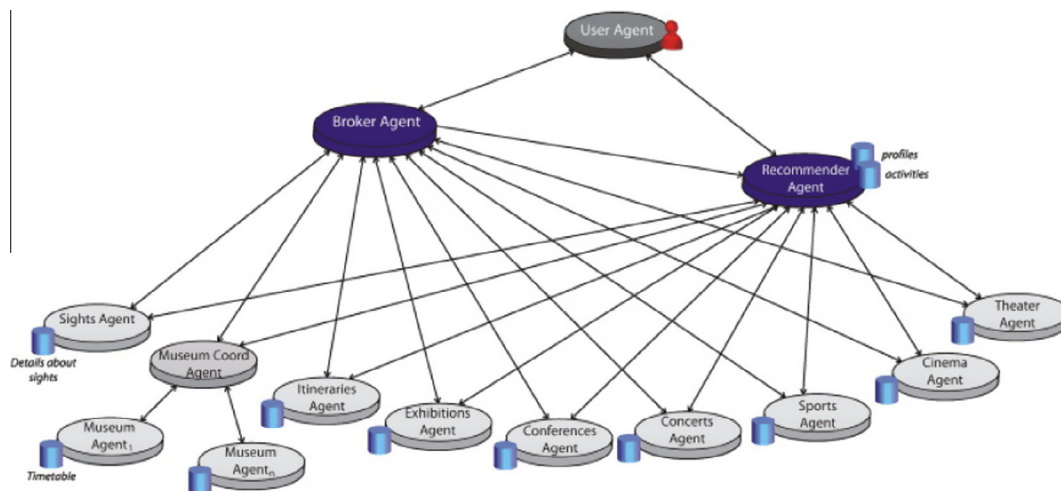 User Agent
Broker Agent
profiles
Recommender
Agent
activities
Sights Agent
Details about
sights
Museum Coord
Agent
Theater
Agent
Cinema
Agent
Itineraries
Agent
Exhibitions
Agent
Conferences
Agent
Concerts
Agent
Sports
Agent
Museum
Agent₁
Timetable
Museum
Agentₙ